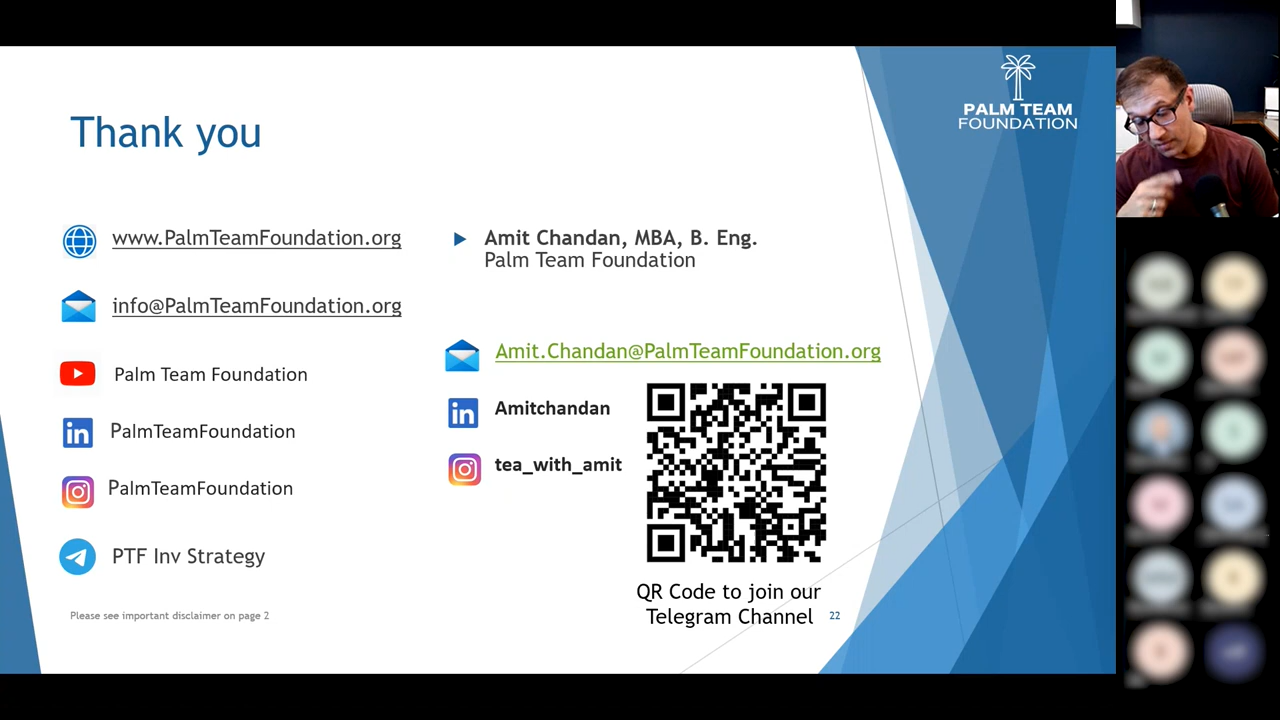 PALM TEAM
FOUNDATION
Thank you
www.PalmTeamFoundation.org
info@PalmTeamFoundation.org
Palm Team Foundation
PalmTeamFoundation
PalmTeamFoundation
PTF Inv Strategy
Amit Chandan, MBA, B. Eng.
Palm Team Foundation
Amit.Chandan@PalmTeamFoundation.org
in Amitchandan
tea_with_amit
QR Code to join our
Telegram Channel
Please see important disclaimer on page 2
22